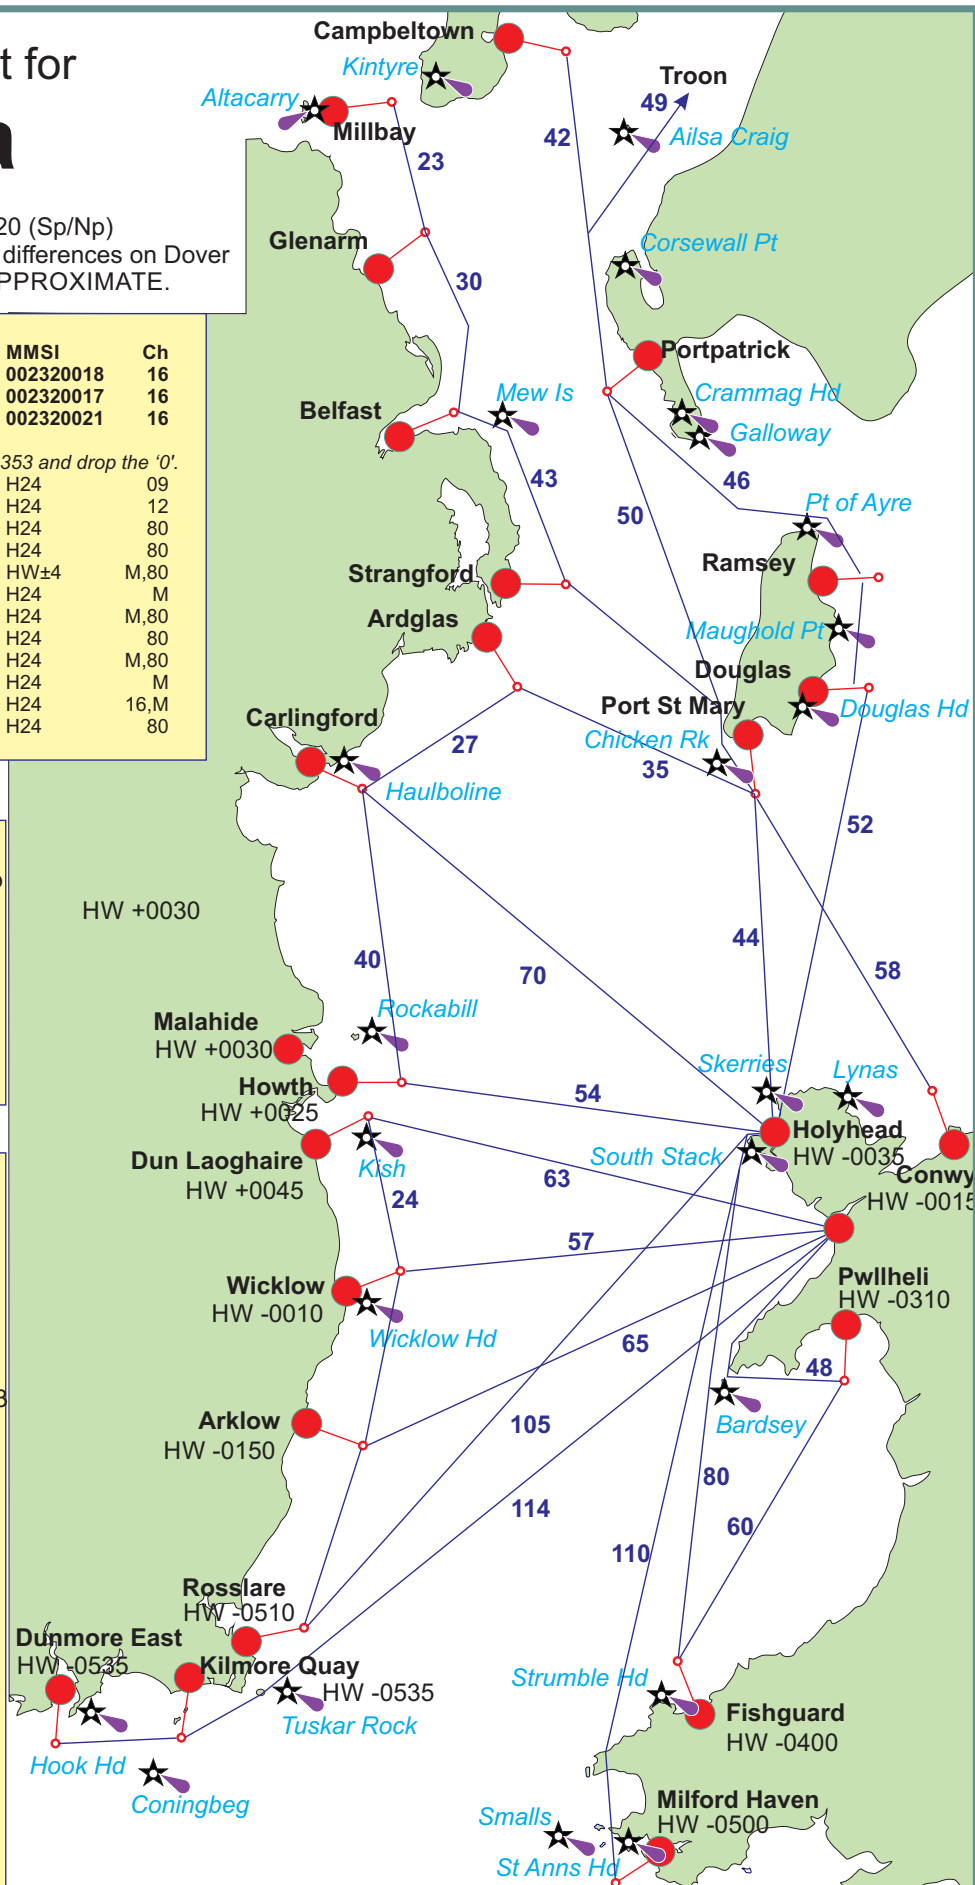 t for
20 (Sp/Np)
differences on Dover
PPROXIMATE.
MMSI Ch
002320018 16
002320017 16
002320021 16
353 and drop the ‘0’.
H24 09
H24 12
H24 80
H24 80
HW±4 M,80
H24 M
H24 M,80
H24 80
H24 M,80
H24 M
H24 16,M
H24 80
Campbeltown
Kintyre
Troon
49
Altacarry
Millbay
42
Ailsa Craig
23
Glenarm
Corsewall Pt
30
Portpatrick
Belfast
Mew Is
Crammag Hd
Galloway
43
46
50
Pt of Ayre
Strangford
Ramsey
Ardglas
Maughold Pt
Douglas
Carlingford
Port St Mary
Douglas Hd
27
Chicken Rk
35
Haulboline
52
HW +0030
44
40
70
58
Malahide
HW +0030
Rockabill
Skerries
Lynas
Howth
HW +0025
54
Holyhead
HW -0035
Dun Laoghaire
HW +0045
Kish
South Stack
Conwy
HW -0015
63
24
57
Wicklow
HW -0010
Wicklow Hd
Pwllheli
HW -0310
65
48
Arklow
HW -0150
105
Bardsey
80
114
60
110
Rosslare
HW -0510
Dunmore East
HW -0535
Kilmore Quay
HW -0535
Strumble Hd
Tuskar Rock
Fishguard
HW -0400
Hook Hd
Coningbeg
Milford Haven
HW -0500
Smalls
St Anns Hd